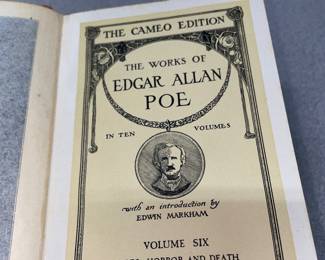 THE CAMEO EDITION
THE WORKS OF
EDGAR ALLAN
POE
IN TEN VOLUMES
with an introduction by
EDWIN MARKHAM
VOLUME SIX
HORROR AND DEATH